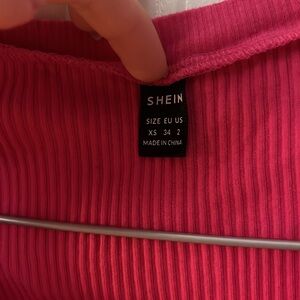 SHEIN
SIZE EU US
XS 34 2
MADE IN CHINA